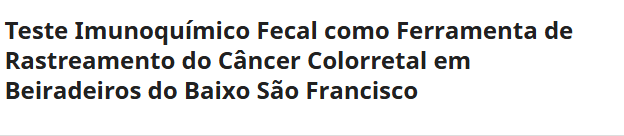 Teste Imunoquímico Fecal como Ferramenta de
Rastreamento do Câncer Colorretal em
Beiradeiros do Baixo São Francisco